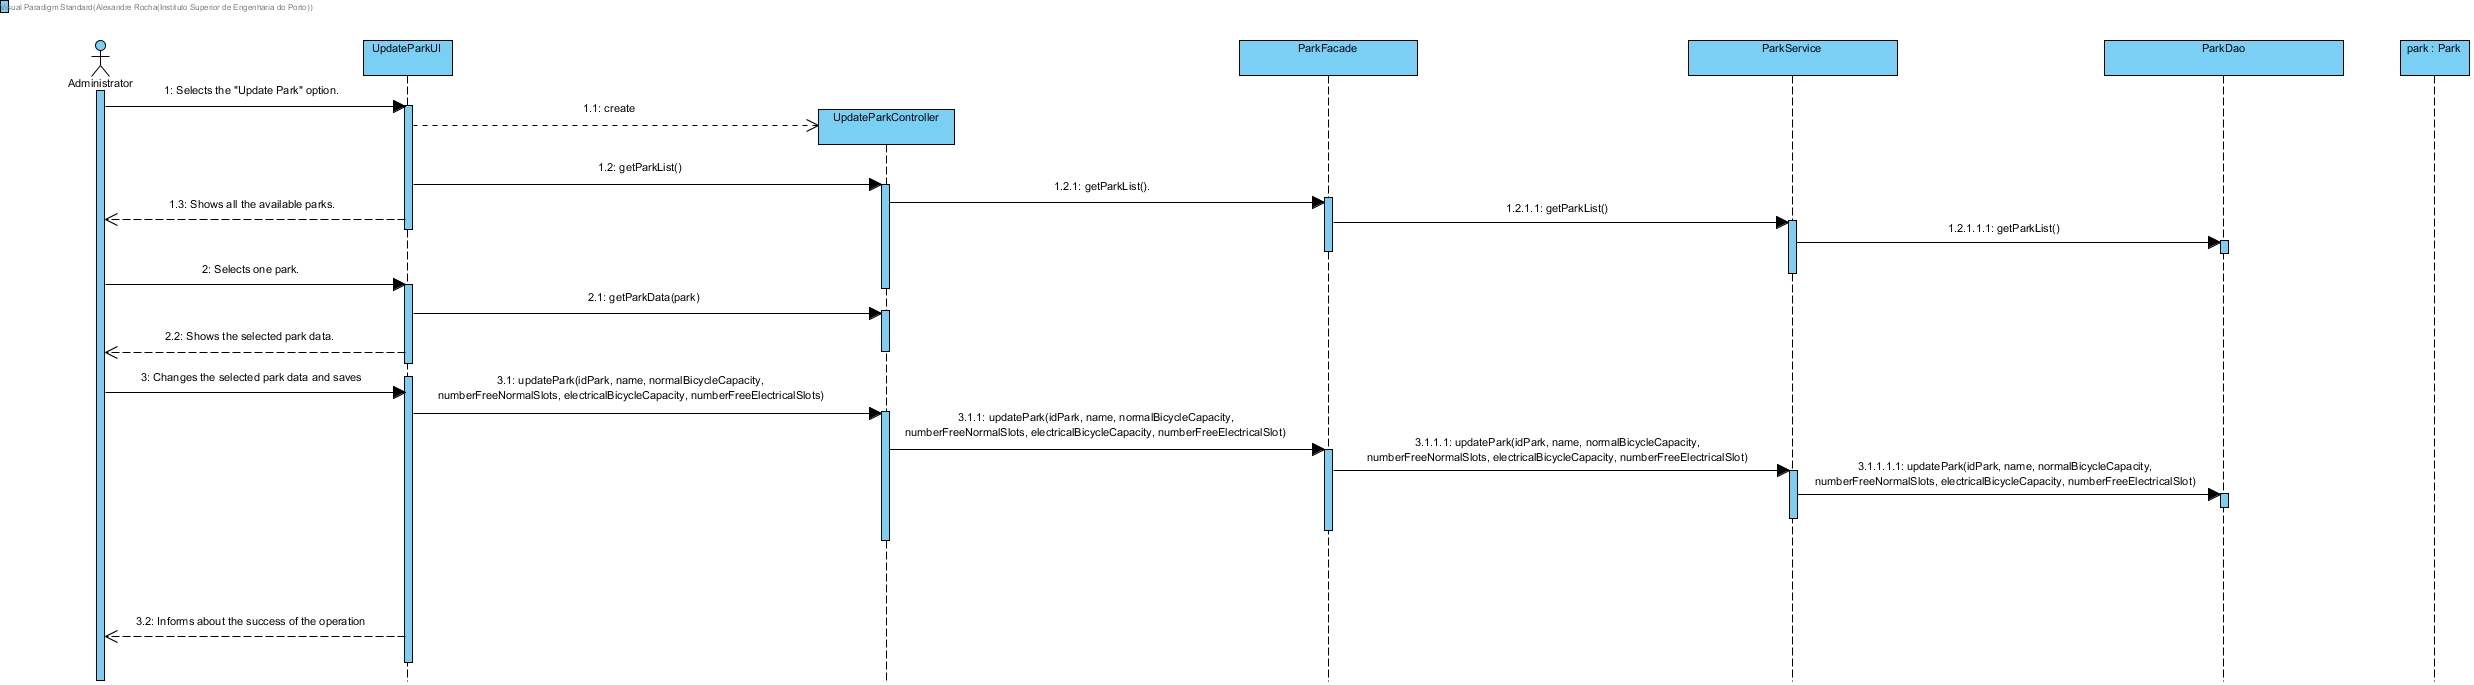 Visual Paradigm Standard(Alexandre Rocha(Instituto Superior de Engenharia do Porto))
UpdateParkUI
ParkFacade
ParkService
ParkDao
park : Park
Administrator
1: Selects the "Update Park" option.
1.1: create
UpdateParkController
1.2: getParkList()
1.2.1: getParkList().
1.3: Shows all the available parks.
1.2.1.1: getParkList()
1.2.1.1.1: getParkList()
2: Selects one park.
2.1: getParkData(park)
2.2: Shows the selected park data.
3: Changes the selected park data and saves
3.1: updatePark(idPark, name, normalBicycleCapacity,
numberFreeNormalSlots, electricalBicycleCapacity, numberFreeElectricalSlots)
3.1.1: updatePark(idPark, name, normalBicycleCapacity,
numberFreeNormalSlots, electricalBicycleCapacity, numberFreeElectricalSlot)
3.1.1.1: updatePark(idPark, name, normalBicycleCapacity,
numberFreeNormalSlots, electricalBicycleCapacity, numberFreeElectricalSlot)
3.1.1.1.1: updatePark(idPark, name, normalBicycleCapacity,
numberFreeNormalSlots, electricalBicycleCapacity, numberFreeElectricalSlot)
3.2: Informs about the success of the operation